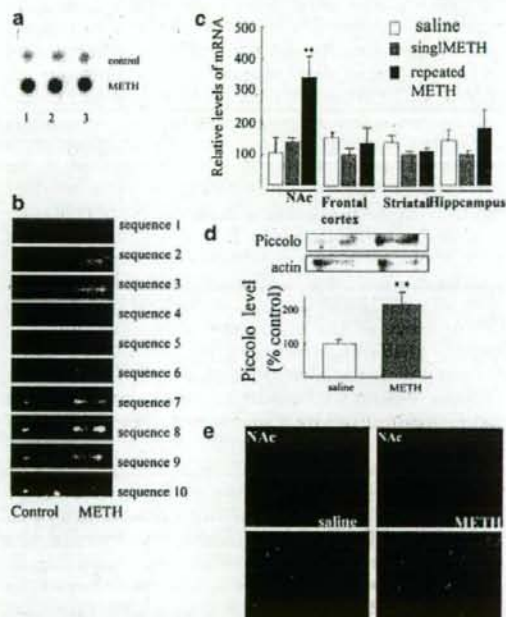 a
control
METH
1 2 3
b
sequence 1
sequence 2
sequence 3
sequence 4
sequence 5
sequence 6
sequence 7
sequence 8
sequence 9
sequence 10
Control METH
c
Relative levels of mRNA
500
400
300
200
100
**
saline
singlMETH
repeated
METH
NAc
Frontal
cortex
Striatal
Hippcampus
d
Piccolo
actin
Piccolo level
(% control)
200
100
**
saline
METH
e
NAc
saline
NAc
METH